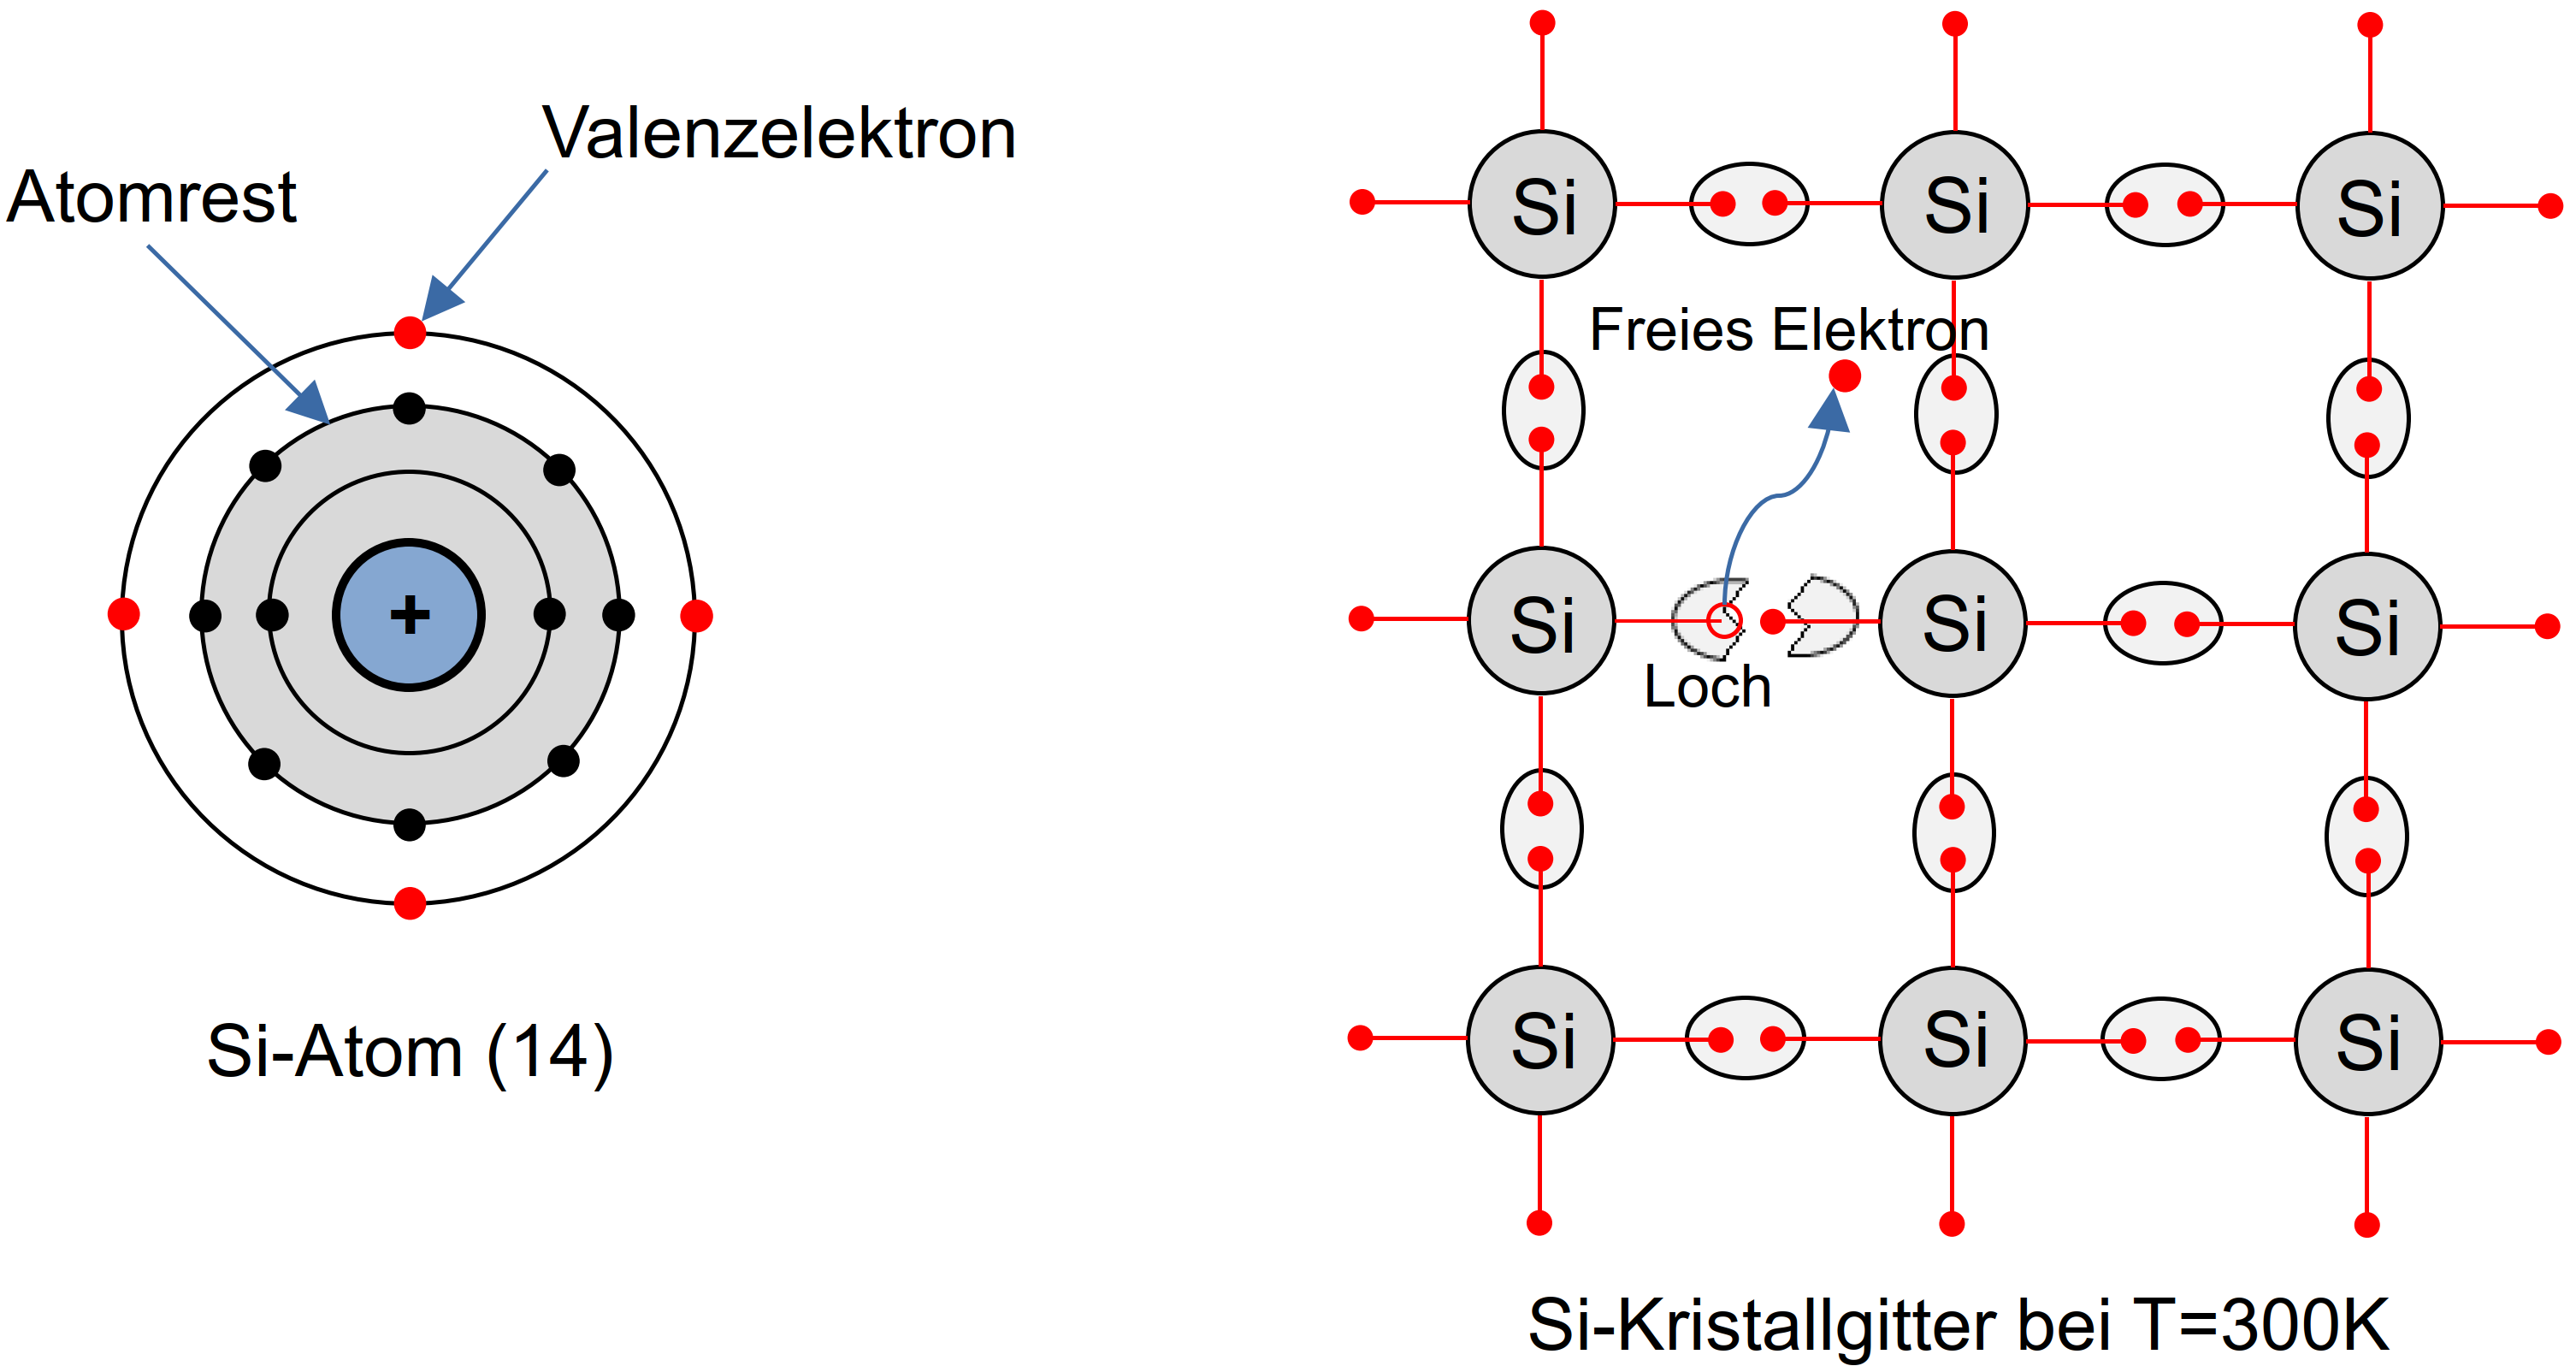 Valenzelektron
Atomrest
+
Si-Atom (14)
Si Si Si
Freies Elektron
Si Si Si
Loch
Si Si Si
Si-Kristallgitter bei T=300K